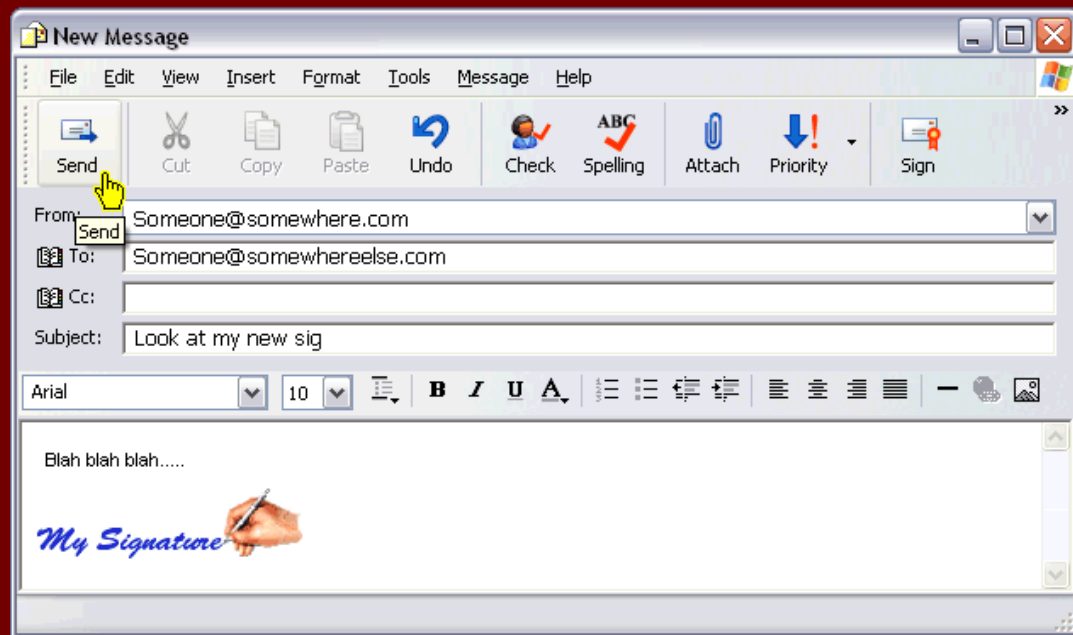 New Message
File Edit View Insert Format Tools Message Help
»
ABC
Send Cut Copy Paste Undo Check Spelling Attach Priority Sign
From: Someone@somewhere.com
Send
To: Someone@somewhereelse.com
Cc:
Subject: Look at my new sig
Arial 10 B I U A
Blah blah blah.....
My Signature